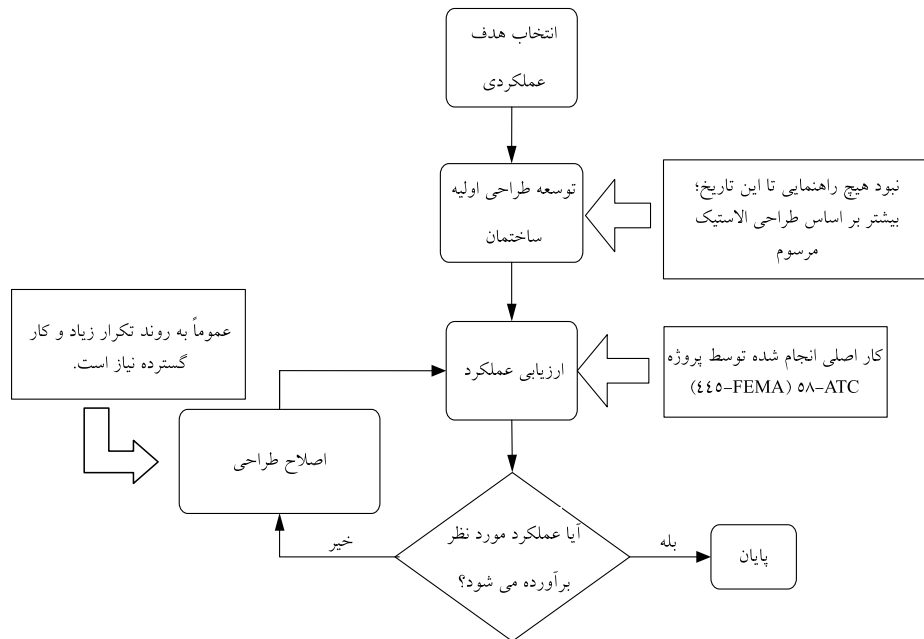 انتخاب هدف
عملکردی
توسعه طراحی اولیه
ساختمان
نبود هیچ راهنمایی تا این تاریخ؛
بیشتر بر اساس طراحی الاستیک
مرسوم
ارزیابی عملکرد
کار اصلی انجام شده توسط پروژه
٥٨-ATC (٤٤٥-FEMA)
عموماً به روند تکرار زیاد و کار
گسترده نیاز است.
اصلاح طراحی
آیا عملکرد مورد نظر
برآورده می شود؟
خیر
بله
پایان